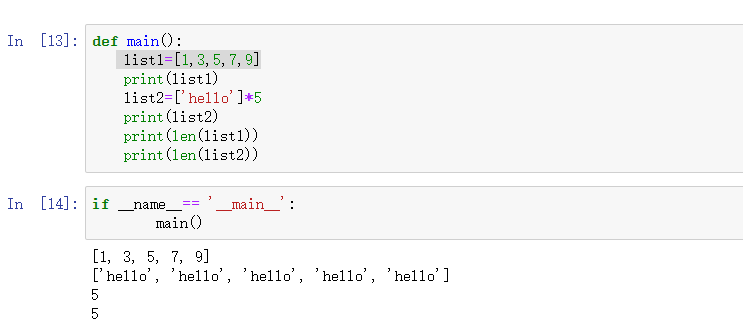 In [13]: def main():
list1=[1,3,5,7,9]
print(list1)
list2=['hello']*5
print(list2)
print(len(list1))
print(len(list2))
In [14]: if __name__== '__main__':
main()
[1, 3, 5, 7, 9]
['hello', 'hello', 'hello', 'hello', 'hello']
5
5